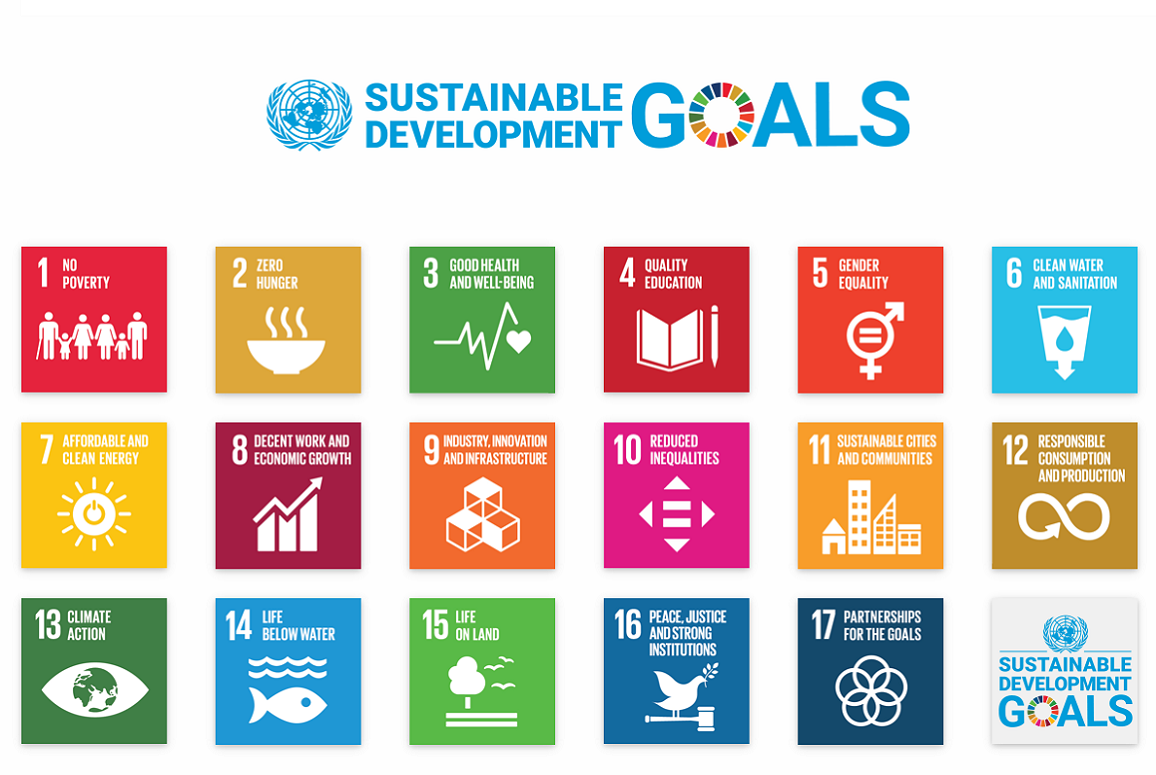 SUSTAINABLE
DEVELOPMENT
GOALS
1 NO
POVERTY
2 ZERO
HUNGER
3 GOOD HEALTH
AND WELL-BEING
4 QUALITY
EDUCATION
5 GENDER
EQUALITY
6 CLEAN WATER
AND SANITATION
7 AFFORDABLE AND
CLEAN ENERGY
8 DECENT WORK AND
ECONOMIC GROWTH
9 INDUSTRY, INNOVATION
AND INFRASTRUCTURE
10 REDUCED
INEQUALITIES
11 SUSTAINABLE CITIES
AND COMMUNITIES
12 RESPONSIBLE
CONSUMPTION
AND PRODUCTION
13 CLIMATE
ACTION
14 LIFE
BELOW WATER
15 LIFE
ON LAND
16 PEACE, JUSTICE
AND STRONG
INSTITUTIONS
17 PARTNERSHIPS
FOR THE GOALS
SUSTAINABLE
DEVELOPMENT
GOALS